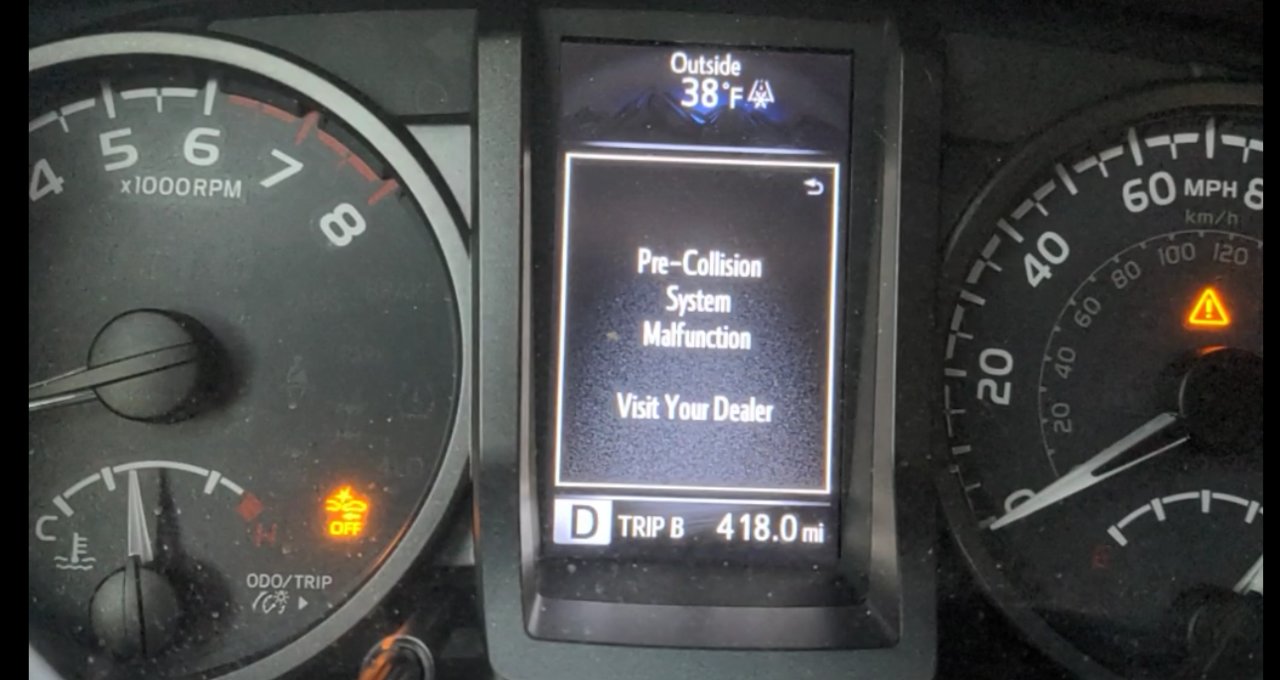 4 5 6 7 8
x1000RPM
C
H
OFF
ODO/TRIP
Outside
38°F
Pre-Collision
System
Malfunction
Visit Your Dealer
D TRIP B 418.0 mi
0 20 40 60 MPH 8
km/h
20 40 60 80 100 120
E